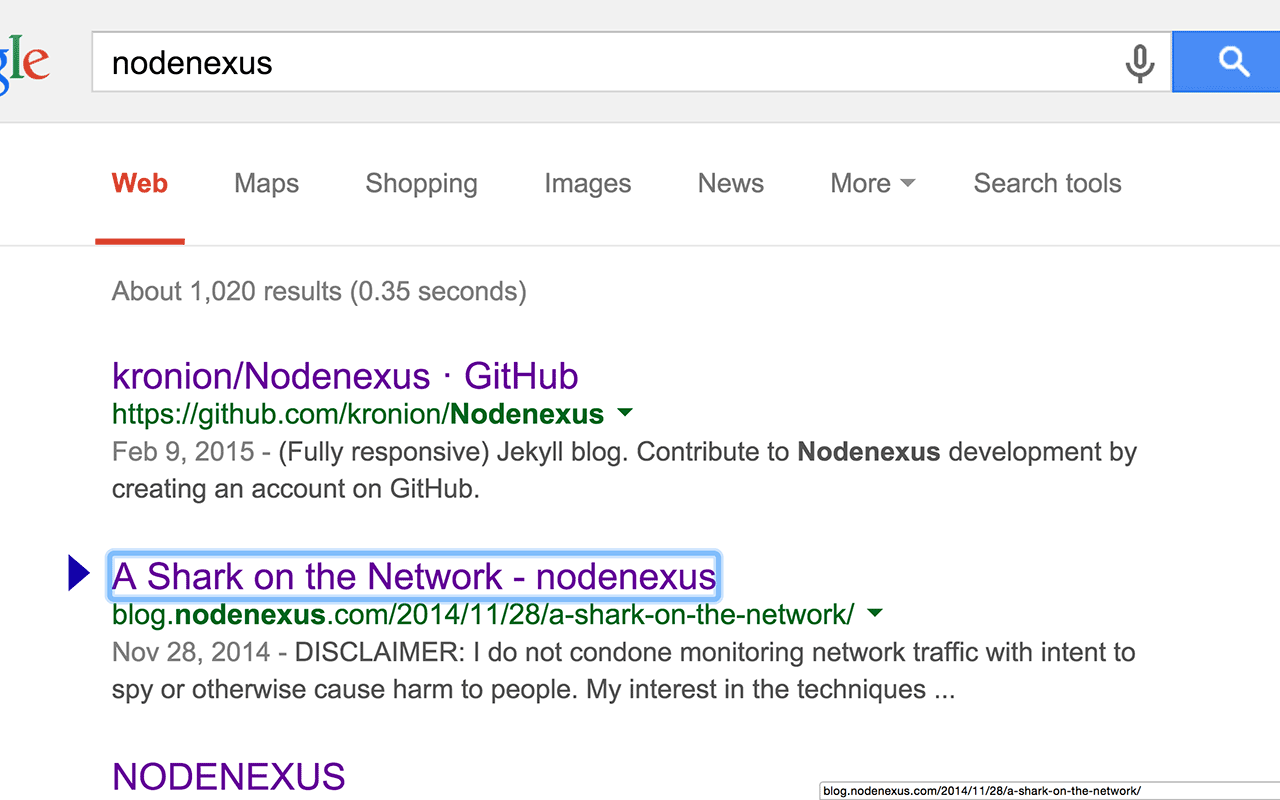 gle
nodenexus
Web Maps Shopping Images News More Search tools
About 1,020 results (0.35 seconds)
kronion/Nodenexus · GitHub
https://github.com/kronion/Nodenexus
Feb 9, 2015 - (Fully responsive) Jekyll blog. Contribute to Nodenexus development by
creating an account on GitHub.
A Shark on the Network - nodenexus
blog.nodenexus.com/2014/11/28/a-shark-on-the-network/
Nov 28, 2014 - DISCLAIMER: I do not condone monitoring network traffic with intent to
spy or otherwise cause harm to people. My interest in the techniques ...
NODENEXUS
blog.nodenexus.com/2014/11/28/a-shark-on-the-network/